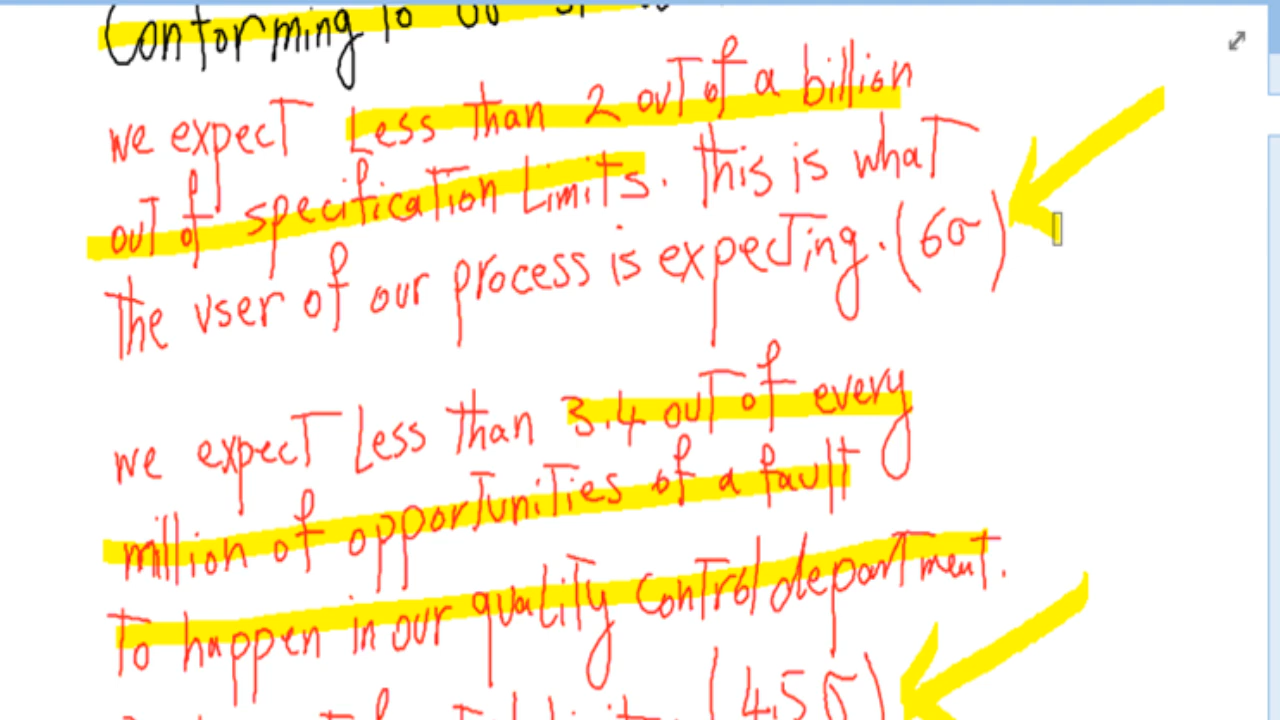 Conforming to our
we expect Less Than 2 out of a billion
out of specification Limits. This is what
The user of our process is expecting. (6σ)
we expect Less Than 3.4 out of every
million of opportunities of a fault
To happen in our quality control department.
(4.5σ)